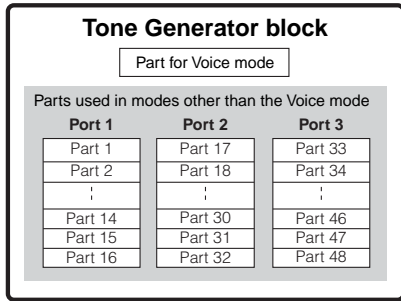 Tone Generator block
Part for Voice mode
Parts used in modes other than the Voice mode
Port 1 Port 2 Port 3
Part 1 Part 17 Part 33
Part 2 Part 18 Part 34
Part 14 Part 30 Part 46
Part 15 Part 31 Part 47
Part 16 Part 32 Part 48